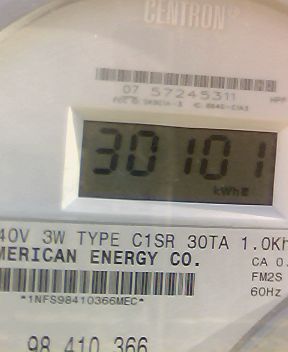 CENTRON
07 57245311
30101
kWh
40V 3W TYPE C1SR 30TA 1.0Kh
MERICAN ENERGY CO.
CA 0.
FM2S
*1NFS98410366MEC*
60Hz
98 410 366